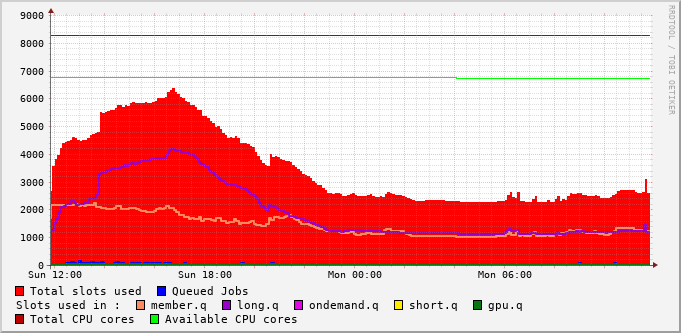 RRDTOOL / TOBI OETIKER
9000
8000
7000
6000
5000
4000
3000
2000
1000
0
Sun 12:00 Sun 18:00 Mon 00:00 Mon 06:00
Total slots used Queued Jobs
Slots used in : member.q long.q ondemand.q short.q gpu.q
Total CPU cores Available CPU cores